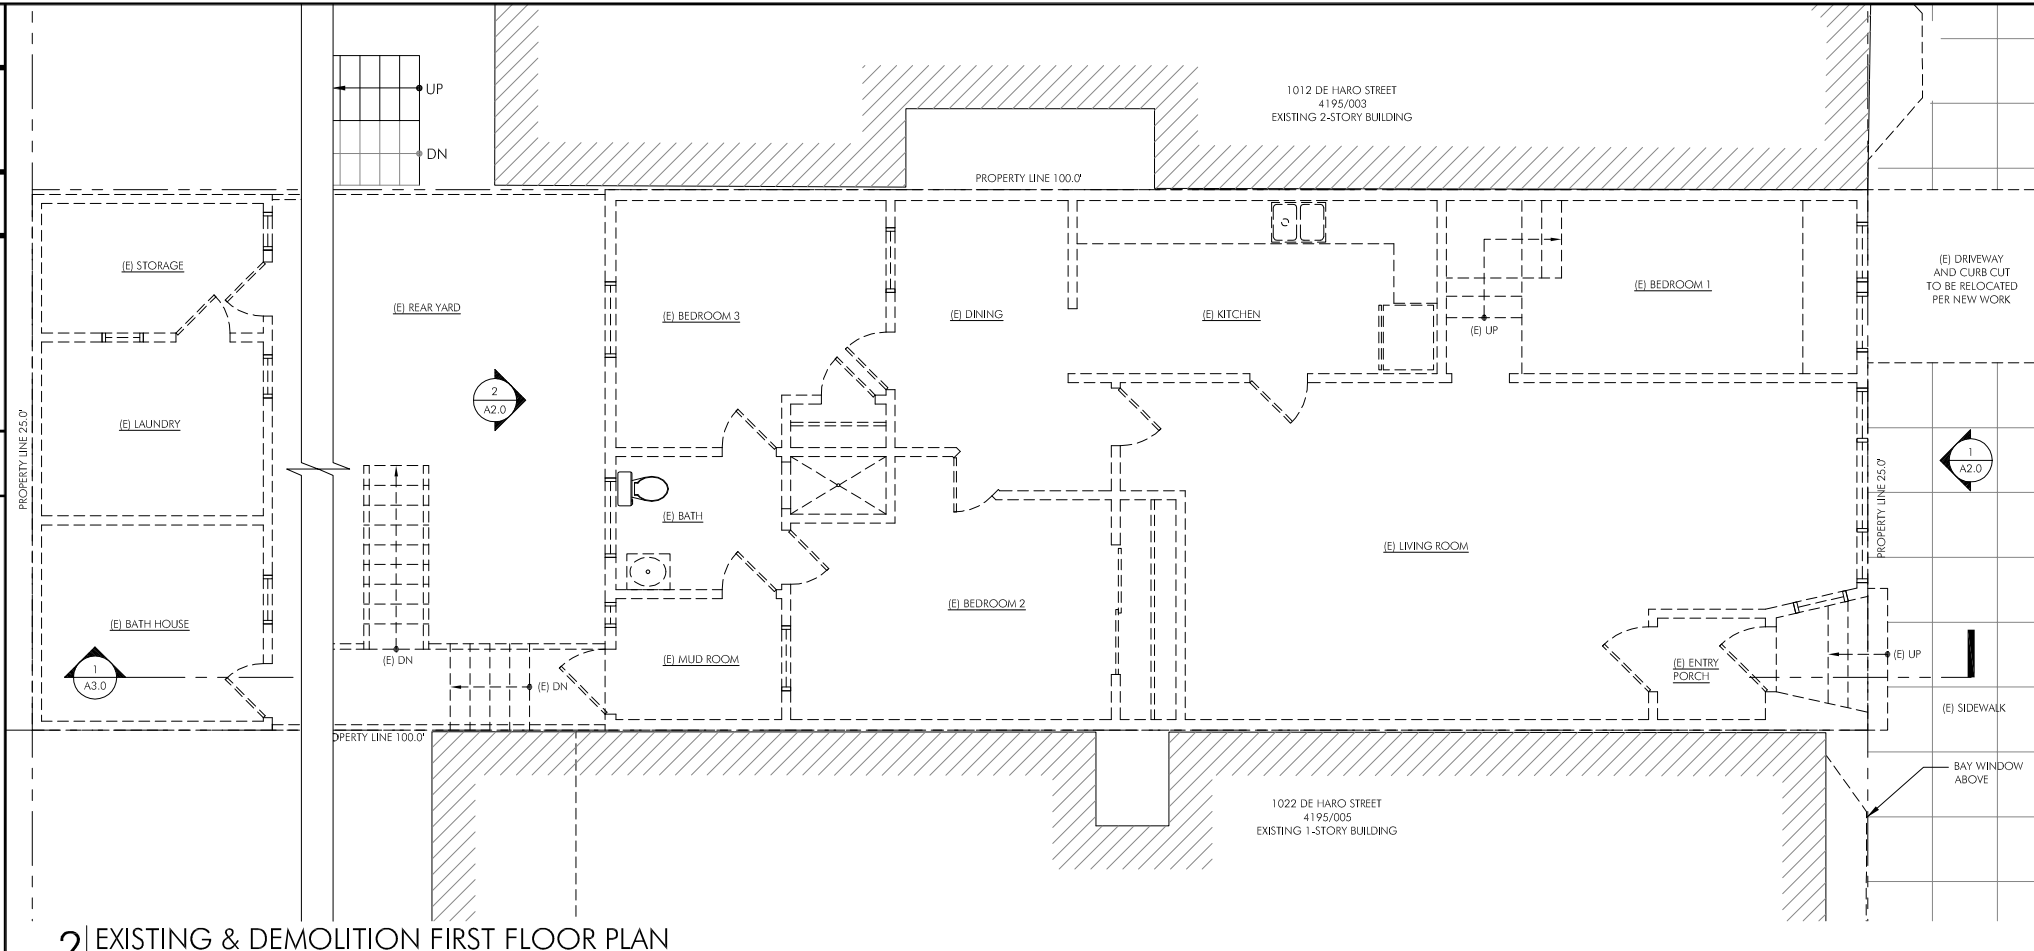 UP
DN
1012 DE HARO STREET
4195/003
EXISTING 2-STORY BUILDING
PROPERTY LINE 100.0'
(E) STORAGE
(E) REAR YARD
(E) BEDROOM 3
(E) DINING
(E) KITCHEN
(E) UP
(E) BEDROOM 1
(E) DRIVEWAY
AND CURB CUT
TO BE RELOCATED
PER NEW WORK
2
A2.0
(E) LAUNDRY
PROPERTY LINE 25.0'
1
A2.0
PROPERTY LINE 25.0'
(E) BATH
(E) LIVING ROOM
(E) BEDROOM 2
(E) BATH HOUSE
1
A3.0
(E) DN
(E) DN
(E) MUD ROOM
(E) ENTRY
PORCH
(E) UP
(E) SIDEWALK
OPERTY LINE 100.0'
BAY WINDOW
ABOVE
1022 DE HARO STREET
4195/005
EXISTING 1-STORY BUILDING
2 EXISTING & DEMOLITION FIRST FLOOR PLAN